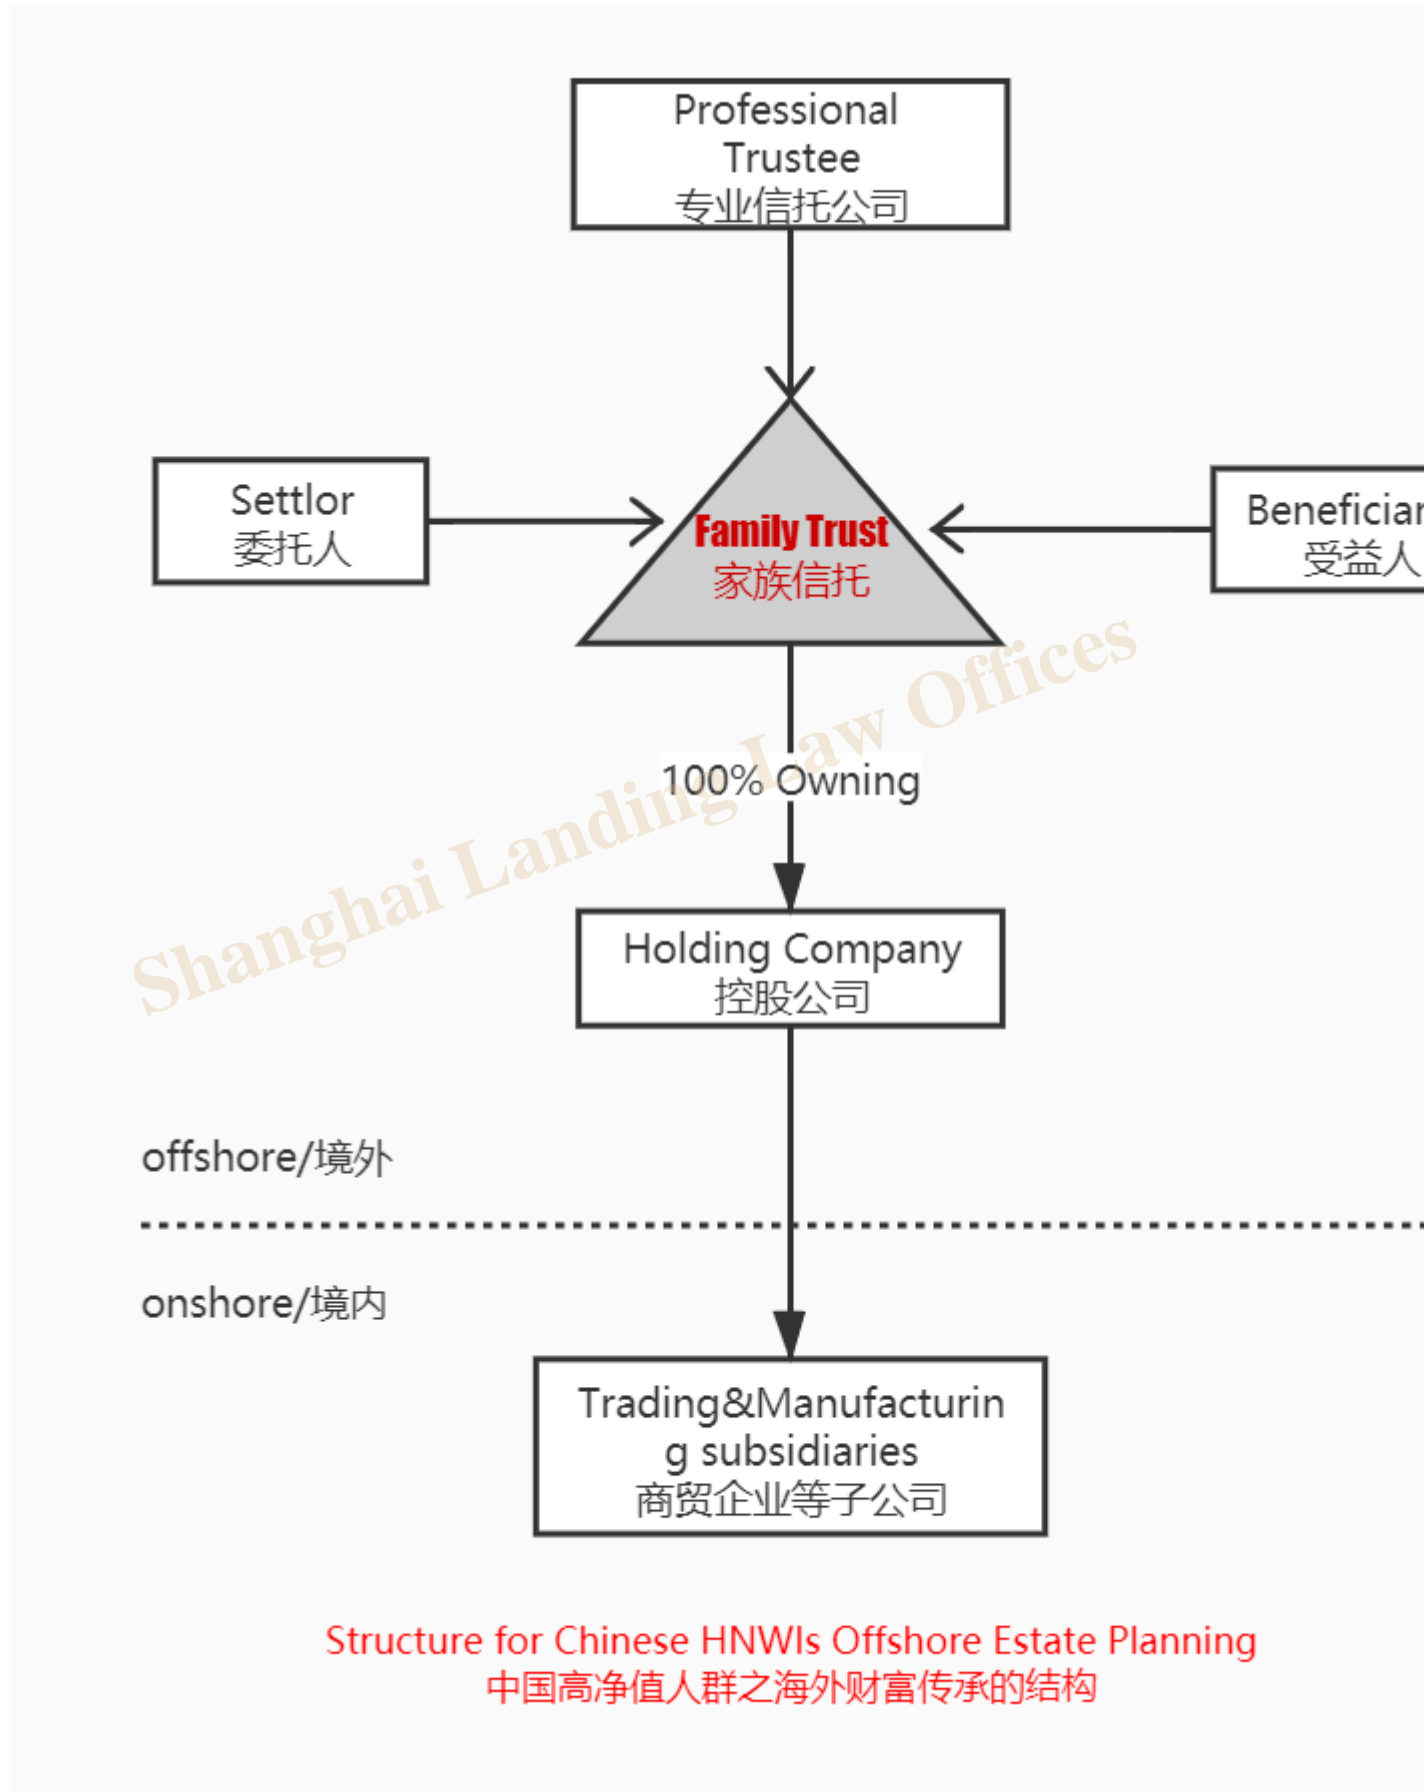 Professional
Trustee
专业信托公司
Settlor
委托人
Family Trust
家族信托
Beneficiar
受益人
100% Owning
Shanghai Landing Law Offices
Holding Company
控股公司
offshore/境外
onshore/境内
Trading&Manufacturin
g subsidiaries
商贸企业等子公司
Structure for Chinese HNWIs Offshore Estate Planning
中国高净值人群之海外财富传承的结构